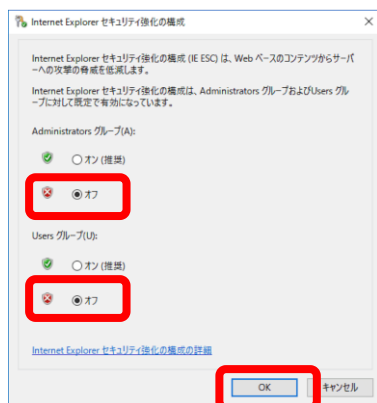 Internet Explorer セキュリティ強化の構成
Internet Explorer セキュリティ強化の構成 (IE ESC) は、Web ベースのコンテンツからサーバ
ーへの攻撃の脅威を低減します。
Internet Explorer セキュリティ強化の構成は、Administrators グループおよびUsers グル
ープに対して既定で有効になっています。
Administrators グループ(A):
オン (推奨)
オフ
Users グループ(U):
オン (推奨)
オフ
Internet Explorer セキュリティ強化の構成の詳細
OK
キャンセル